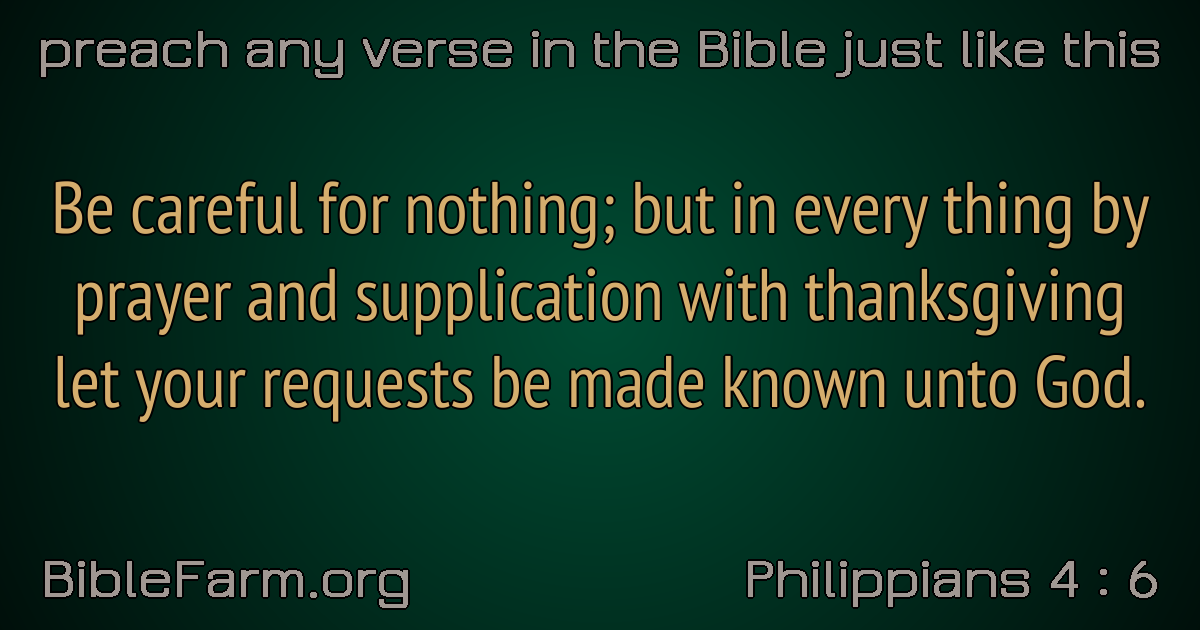 preach any verse in the Bible just like this
Be careful for nothing; but in every thing by
prayer and supplication with thanksgiving
let your requests be made known unto God.
BibleFarm.org
Philippians 4 : 6